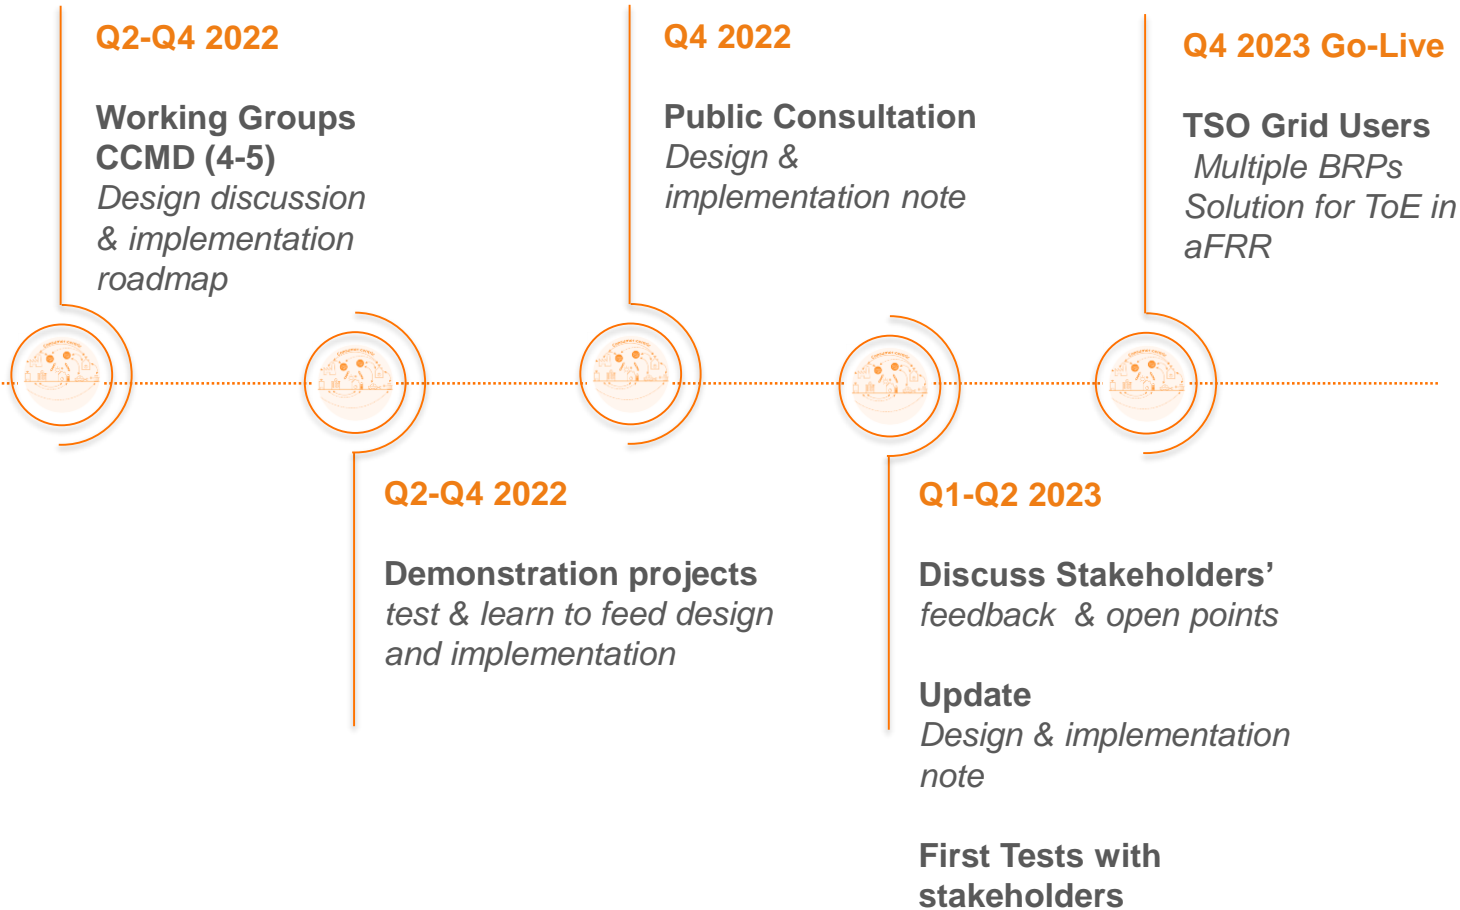 Q2-Q4 2022
Working Groups
CCMD (4-5)
Design discussion
& implementation
roadmap
Q2-Q4 2022
Demonstration projects
test & learn to feed design
and implementation
Q4 2022
Public Consultation
Design &
implementation note
Q1-Q2 2023
Discuss Stakeholders’
feedback & open points
Update
Design & implementation
note
First Tests with
stakeholders
Q4 2023 Go-Live
TSO Grid Users
Multiple BRPs
Solution for ToE in
aFRR